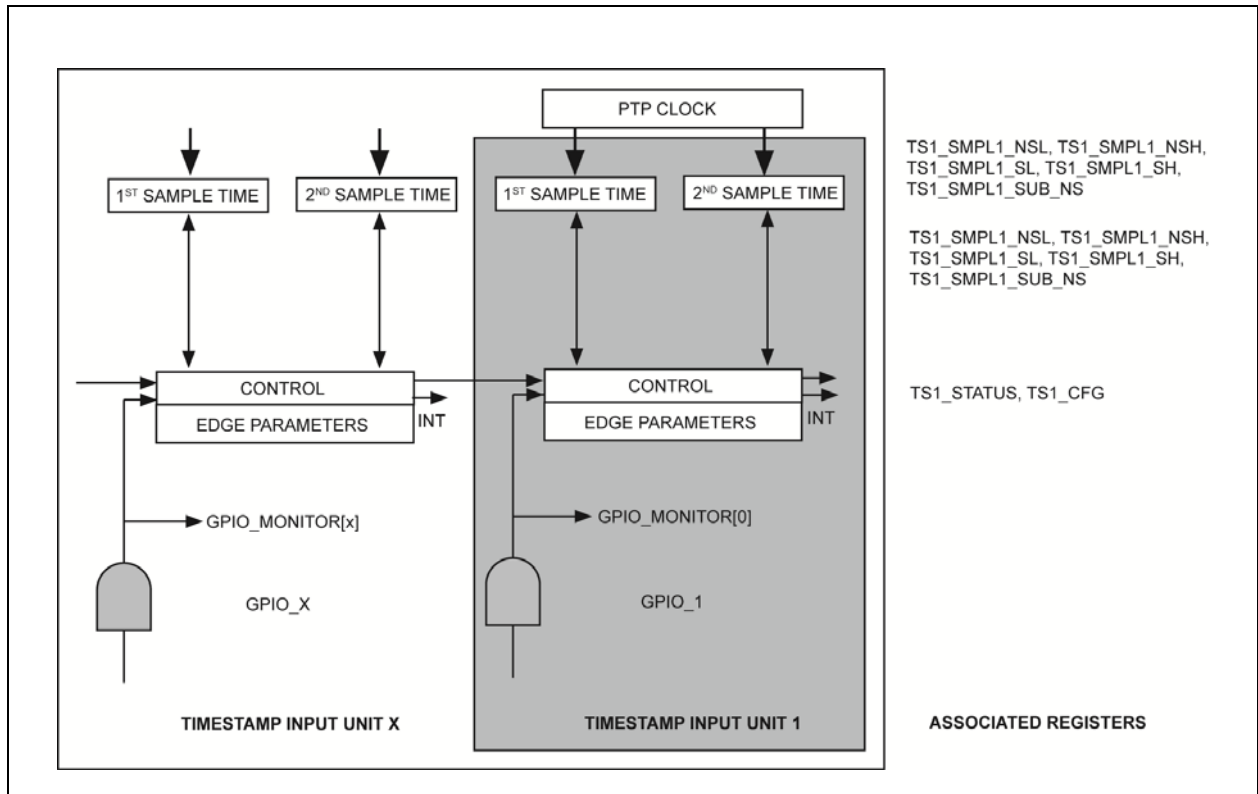 PTP CLOCK
1ST SAMPLE TIME
2ND SAMPLE TIME
1ST SAMPLE TIME
2ND SAMPLE TIME
TS1_SMPL1_NSL, TS1_SMPL1_NSH,
TS1_SMPL1_SL, TS1_SMPL1_SH,
TS1_SMPL1_SUB_NS
TS1_SMPL1_NSL, TS1_SMPL1_NSH,
TS1_SMPL1_SL, TS1_SMPL1_SH,
TS1_SMPL1_SUB_NS
CONTROL
EDGE PARAMETERS
INT
CONTROL
EDGE PARAMETERS
INT
TS1_STATUS, TS1_CFG
GPIO_MONITOR[x]
GPIO_MONITOR[0]
GPIO_X
GPIO_1
TIMESTAMP INPUT UNIT X
TIMESTAMP INPUT UNIT 1
ASSOCIATED REGISTERS